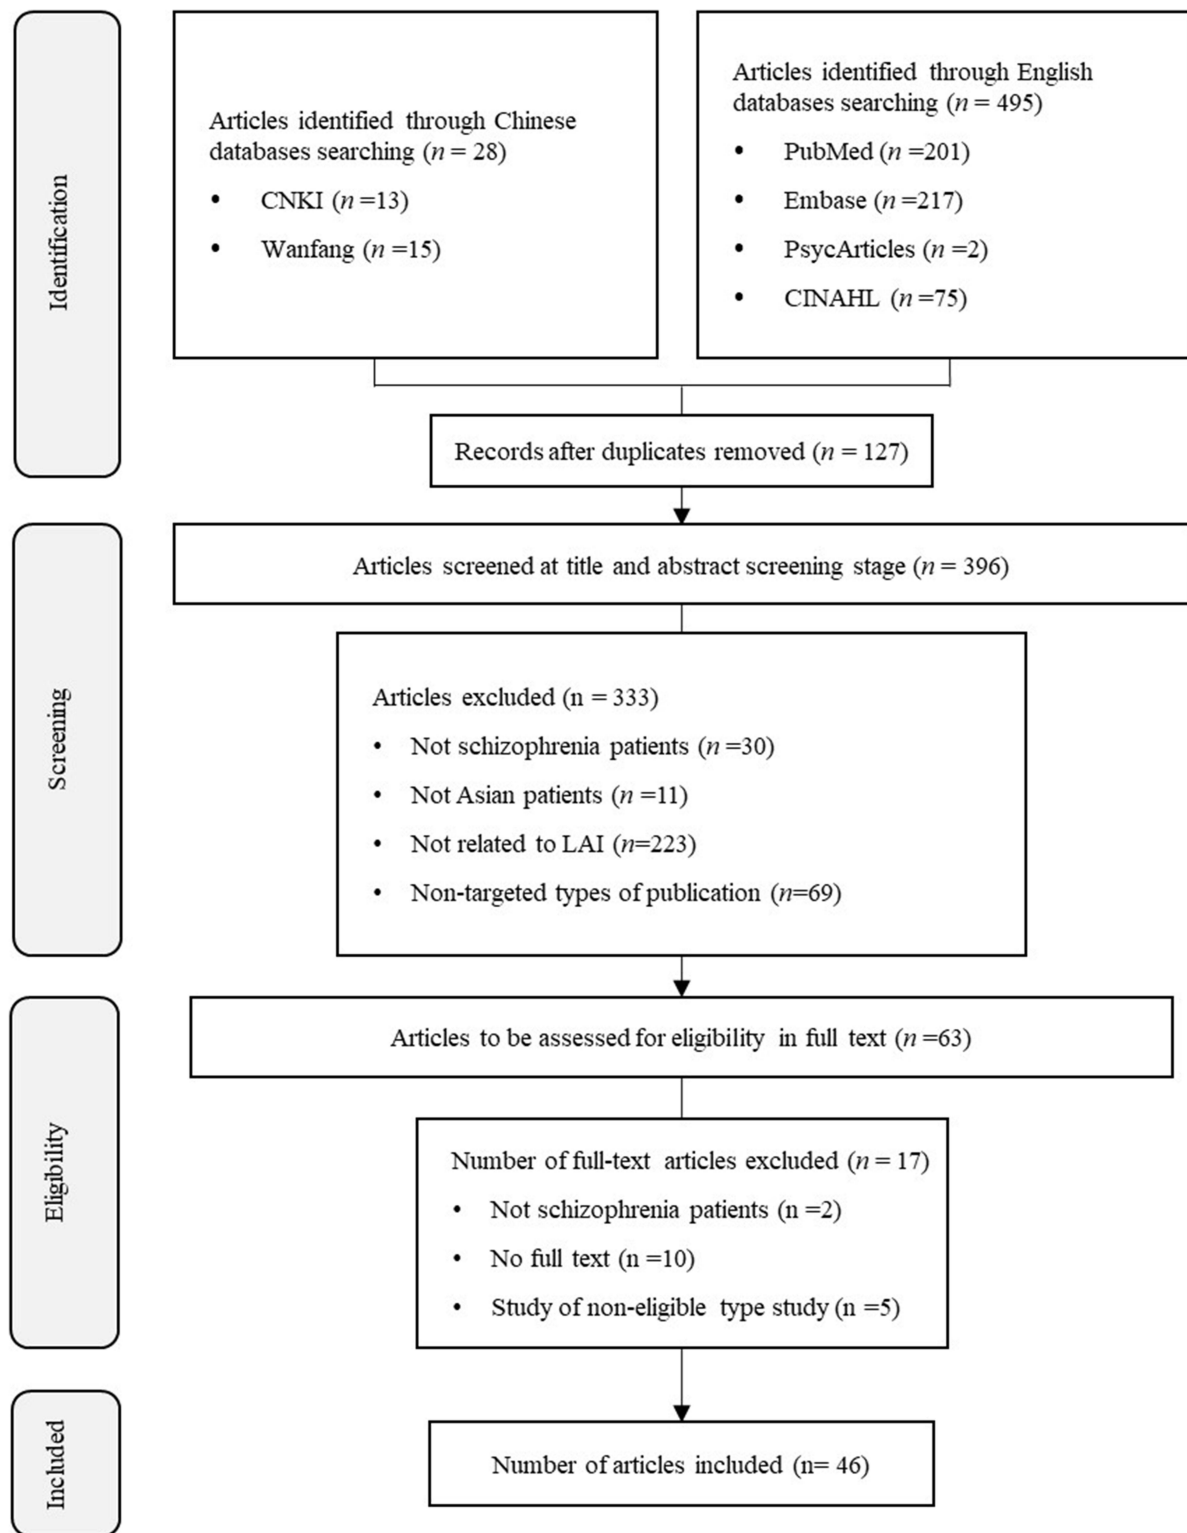 Identification
Articles identified through Chinese
databases searching (n = 28)
• CNKI (n =13)
• Wanfang (n =15)
Articles identified through English
databases searching (n = 495)
• PubMed (n =201)
• Embase (n =217)
• PsycArticles (n =2)
• CINAHL (n =75)
Records after duplicates removed (n = 127)
Screening
Articles screened at title and abstract screening stage (n = 396)
Articles excluded (n = 333)
• Not schizophrenia patients (n =30)
• Not Asian patients (n =11)
• Not related to LAI (n=223)
• Non-targeted types of publication (n=69)
Eligibility
Articles to be assessed for eligibility in full text (n =63)
Number of full-text articles excluded (n = 17)
• Not schizophrenia patients (n =2)
• No full text (n =10)
• Study of non-eligible type study (n =5)
Included
Number of articles included (n= 46)